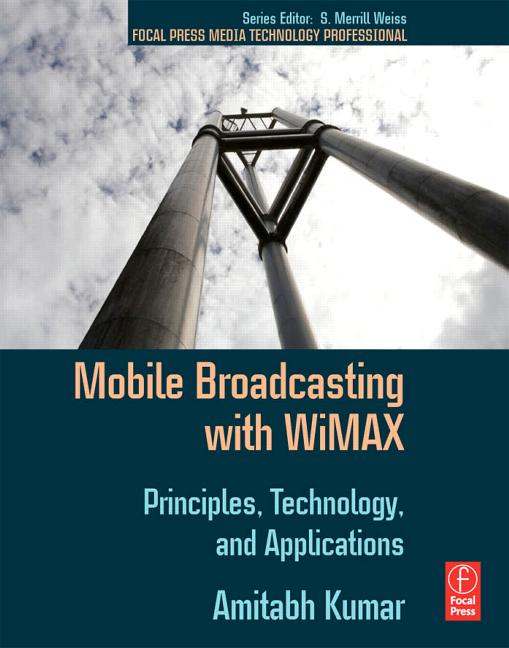 Series Editor: S. Merrill Weiss
FOCAL PRESS MEDIA TECHNOLOGY PROFESSIONAL
Mobile Broadcasting
with WiMAX
Principles, Technology,
and Applications
Amitabh Kumar
f
Focal
Press